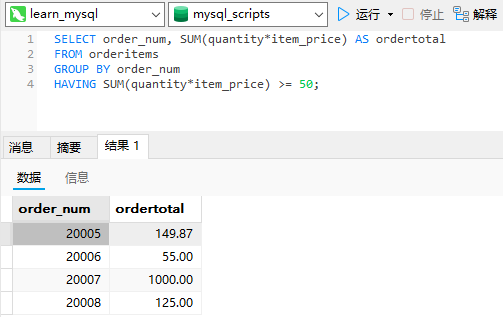 learn_mysql mysql_scripts 运行 停止 解释
1 SELECT order_num, SUM(quantity*item_price) AS ordertotal
2 FROM orderitems
3 GROUP BY order_num
4 HAVING SUM(quantity*item_price) >= 50;
消息 摘要 结果 1
数据 信息
order_num ordertotal
20005 149.87
20006 55.00
20007 1000.00
20008 125.00